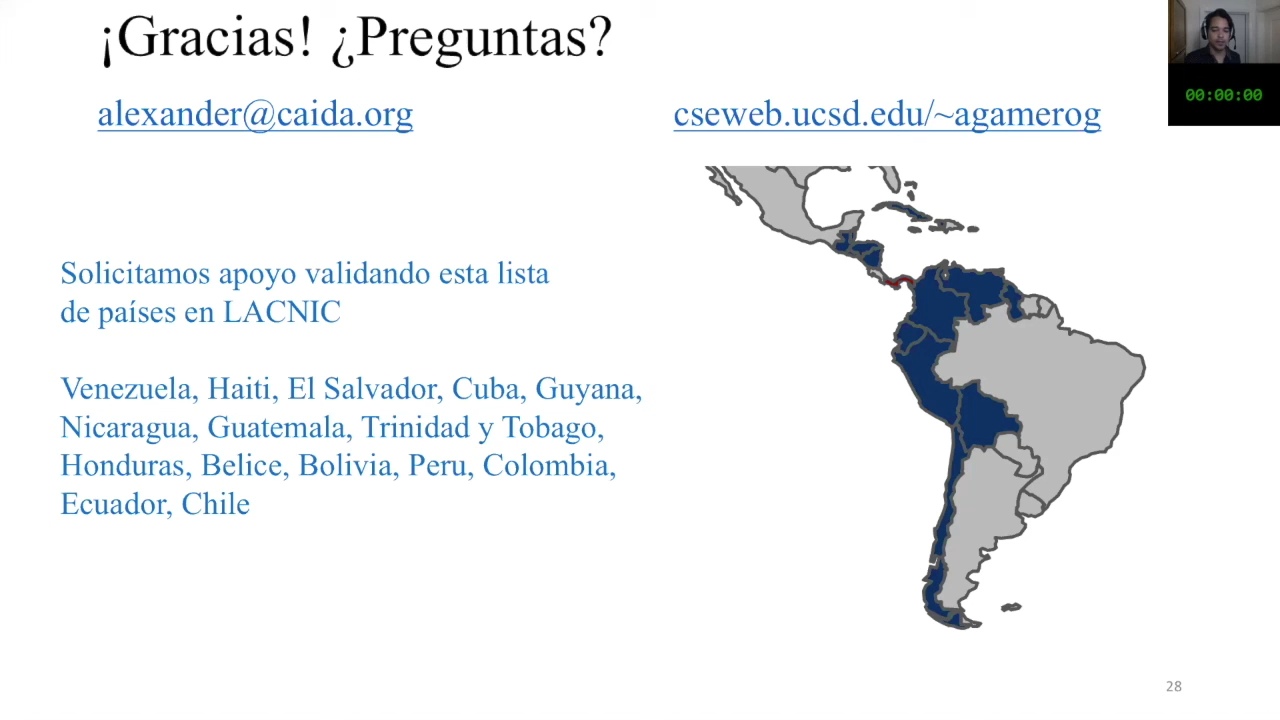 ¡Gracias! ¿Preguntas?
alexander@caida.org
cseweb.ucsd.edu/~agamerog
00:00:00
Solicitamos apoyo validando esta lista
de países en LACNIC
Venezuela, Haiti, El Salvador, Cuba, Guyana,
Nicaragua, Guatemala, Trinidad y Tobago,
Honduras, Belice, Bolivia, Peru, Colombia,
Ecuador, Chile
28